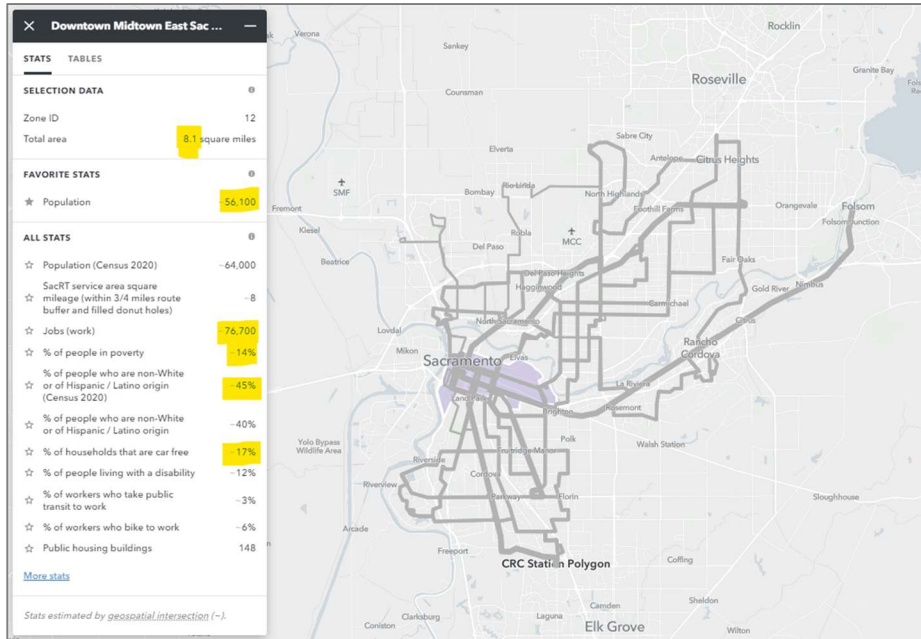 Downtown Midtown East Sac ...
STATS TABLES
SELECTION DATA
Zone ID 12
Total area 8.1 square miles
FAVORITE STATS
Population ~56,100
ALL STATS
Population (Census 2020) ~64,000
SacRT service area square
mileage (within 3/4 miles route ~8
buffer and filled donut holes)
Jobs (work) ~76,700
% of people in poverty ~14%
% of people who are non-White
or of Hispanic / Latino origin ~45%
(Census 2020)
% of people who are non-White ~40%
or of Hispanic / Latino origin
% of households that are car free ~17%
% of people living with a disability ~12%
% of workers who take public ~3%
transit to work
% of workers who bike to work ~6%
Public housing buildings 148
More stats
Stats estimated by geospatial intersection (~).
Verona
Rocklin
Sankey
Roseville
Granite Bay
Counsman
Sabre City
Elverta
Antelope
Citrus Heights
SMF
Bombay
Rio Linda
North Highlands
Orangevale
Folsom
Fremont
Foothill Farms
Folsom Junction
Kiesel
Robla
MCC
Del Paso
Fair Oaks
Beatrice
Del Paso Heights
Gold River
Nimbus
Hagginwood
Carmichael
Citrus
Lovdal
North Sacramento
Mikon
Elvas
Rancho
Cordova
Sacramento
La Riviera
Land Park
Brighton
Rosemont
Yolo Bypass
Wildlife Area
Polk
Walsh Station
Riverside
Fruitridge Manor
Cordova
Riverview
Parkway
Florin
Sloughhouse
Arcade
Freeport
CRC Station Polygon
Coffing
Sheldon
Camden
Clarksburg
Laguna
Coniston
Elk Grove
Wilton